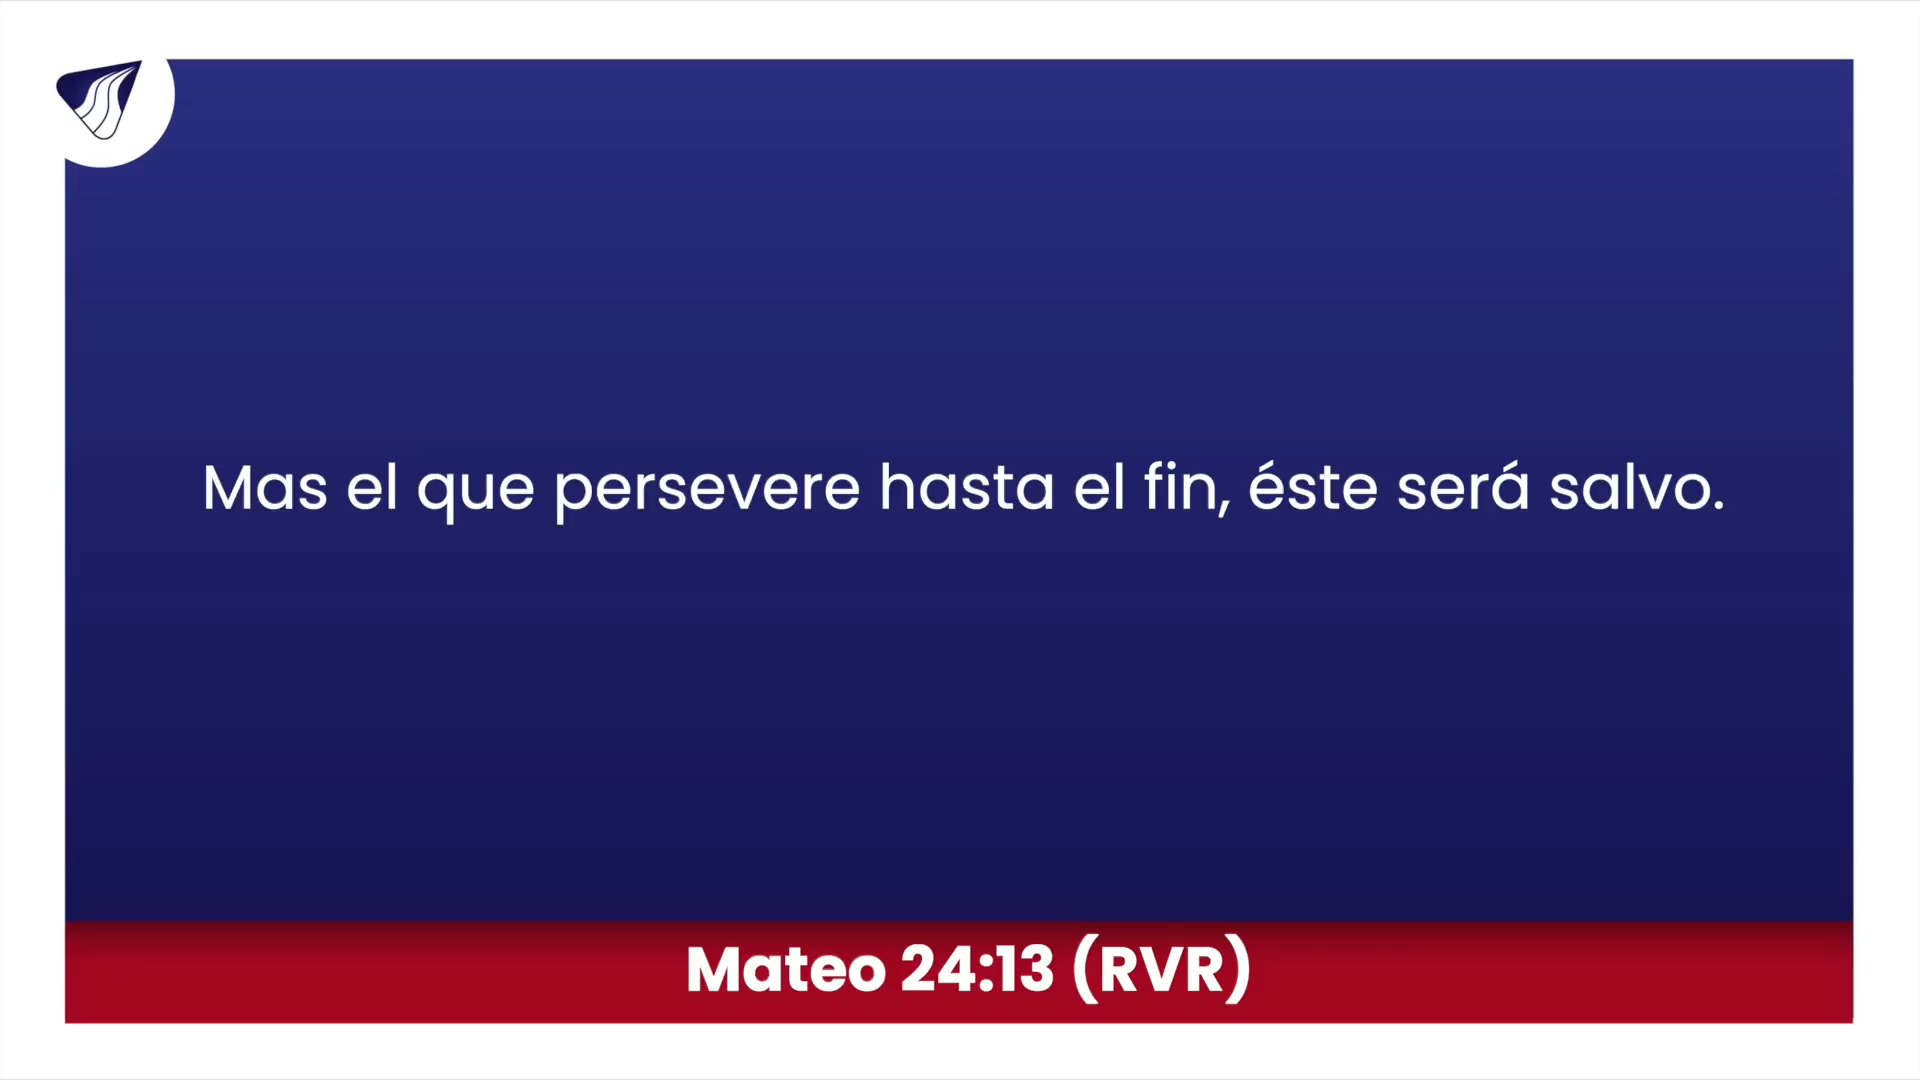 Mas el que persevere hasta el fin, éste será salvo.
Mateo 24:13 (RVR)